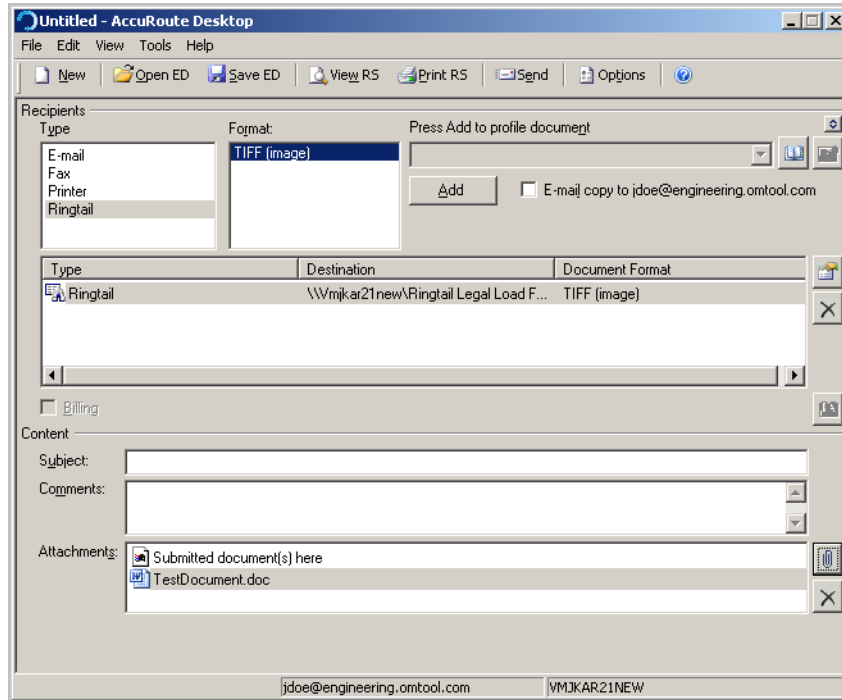 Untitled - AccuRoute Desktop
File Edit View Tools Help
New Open ED Save ED View RS Print RS Send Options
Recipients
Type Format: Press Add to profile document
E-mail TIFF (image)
Fax
Printer
Ringtail
Add E-mail copy to jdoe@engineering.omtool.com
Type Destination Document Format
Ringtail \\Vmjkar21new\Ringtail Legal Load F... TIFF (image)
Billing
Content
Subject:
Comments:
Attachments: Submitted document(s) here
TestDocument.doc
jdoe@engineering.omtool.com VMJKAR21NEW